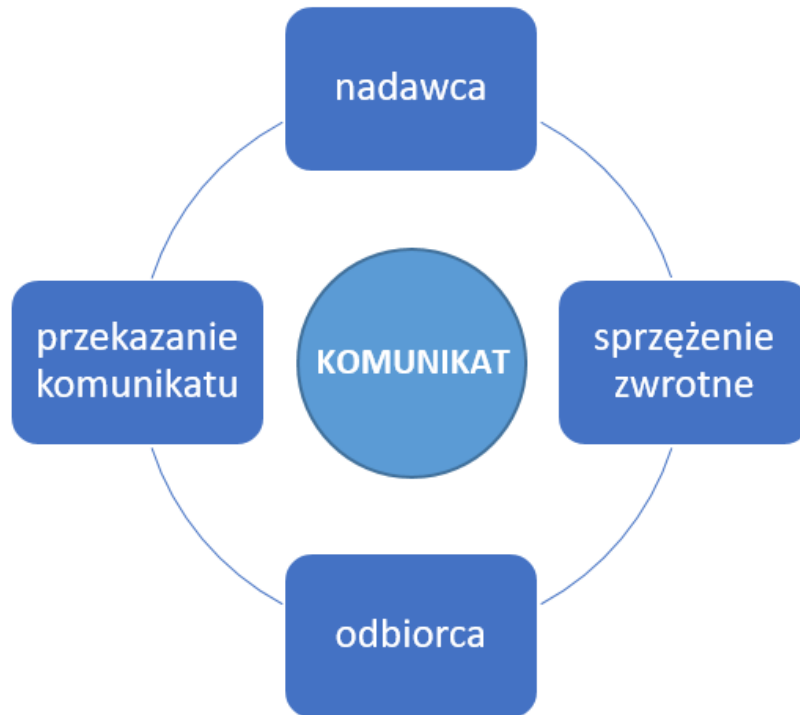 nadawca
przekazanie
komunikatu
KOMUNIKAT
sprzężenie
zwrotne
odbiorca